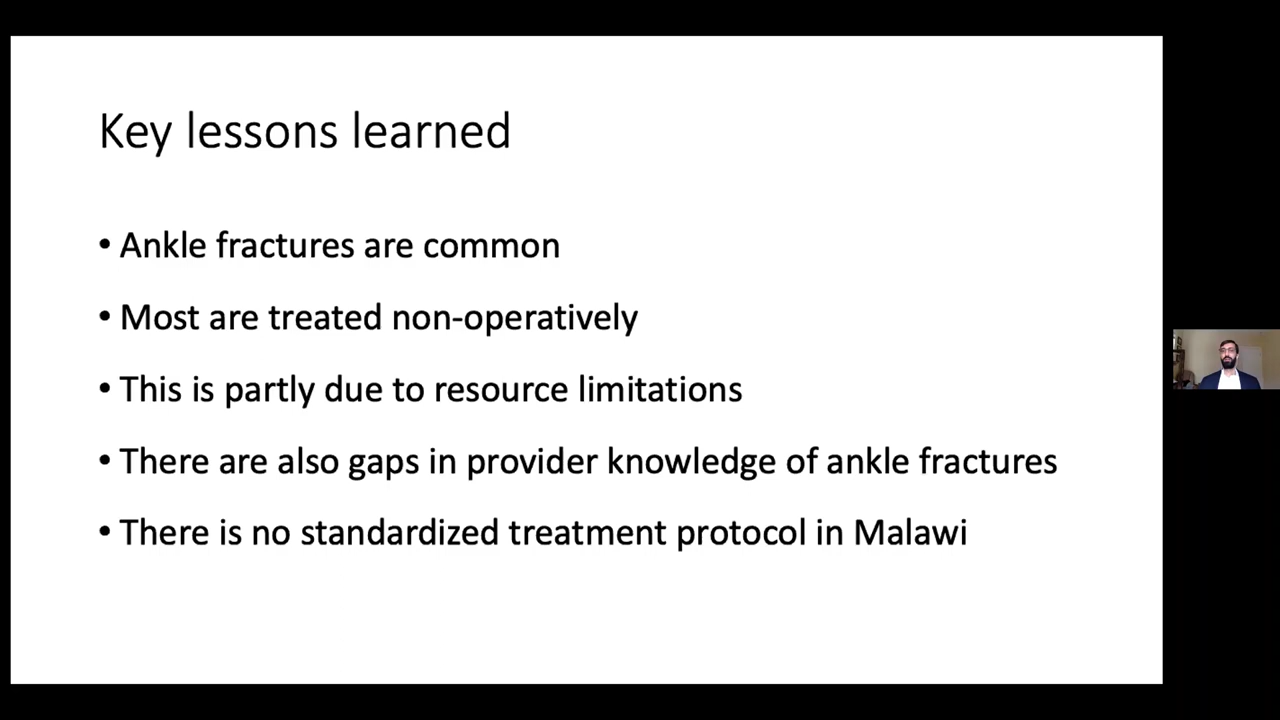 Key lessons learned
• Ankle fractures are common
• Most are treated non-operatively
• This is partly due to resource limitations
• There are also gaps in provider knowledge of ankle fractures
• There is no standardized treatment protocol in Malawi